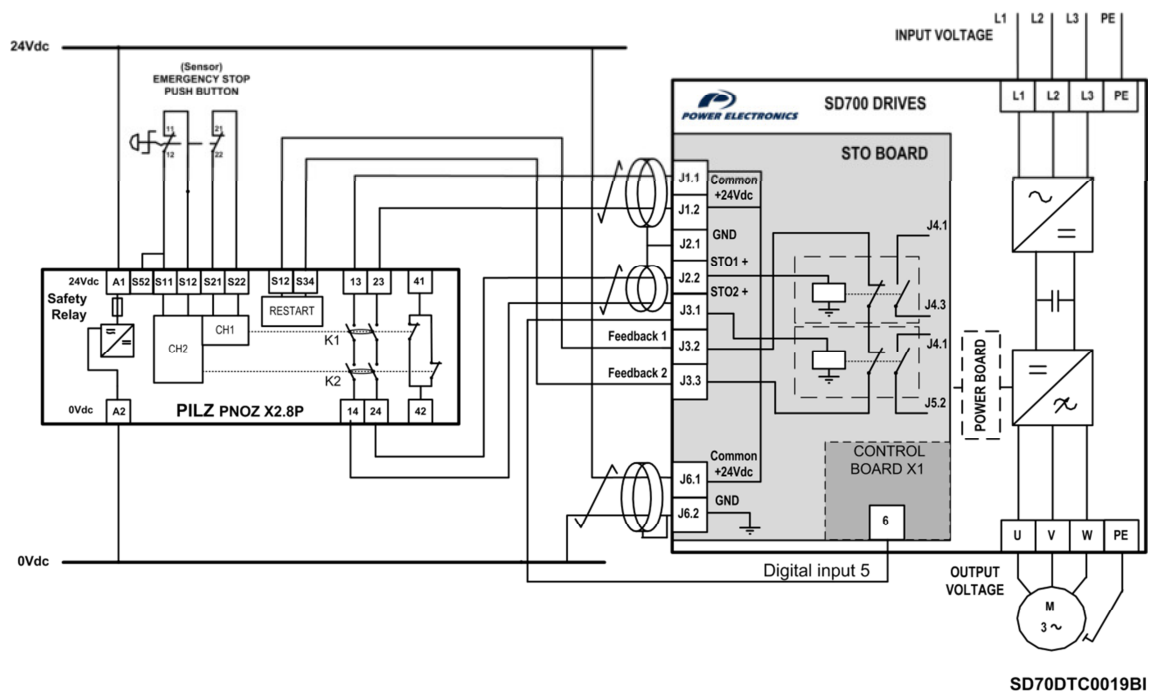 L1 L2 L3 PE
INPUT VOLTAGE
24Vdc
(Sensor)
EMERGENCY STOP
PUSH BUTTON
11
12
21
22
POWER ELECTRONICS
SD700 DRIVES
L1 L2 L3 PE
STO BOARD
J1.1 Common
+24Vdc
J1.2
J2.1 GND
J2.2 STO1 +
J3.1 STO2 +
Feedback 1 J3.2
Feedback 2 J3.3
J4.1
J4.3
J4.1
J5.2
24Vdc A1 S52 S11 S12 S21 S22 S12 S34 13 23 41
Safety
Relay
RESTART
CH1
CH2
K1
K2
0Vdc A2
PILZ PNOZ X2.8P
14 24 42
POWER BOARD
CONTROL
BOARD X1
6
J6.1 Common
+24Vdc
J6.2 GND
U V W PE
0Vdc
Digital input 5
OUTPUT
VOLTAGE
M
3 ~
SD70DTC0019BI